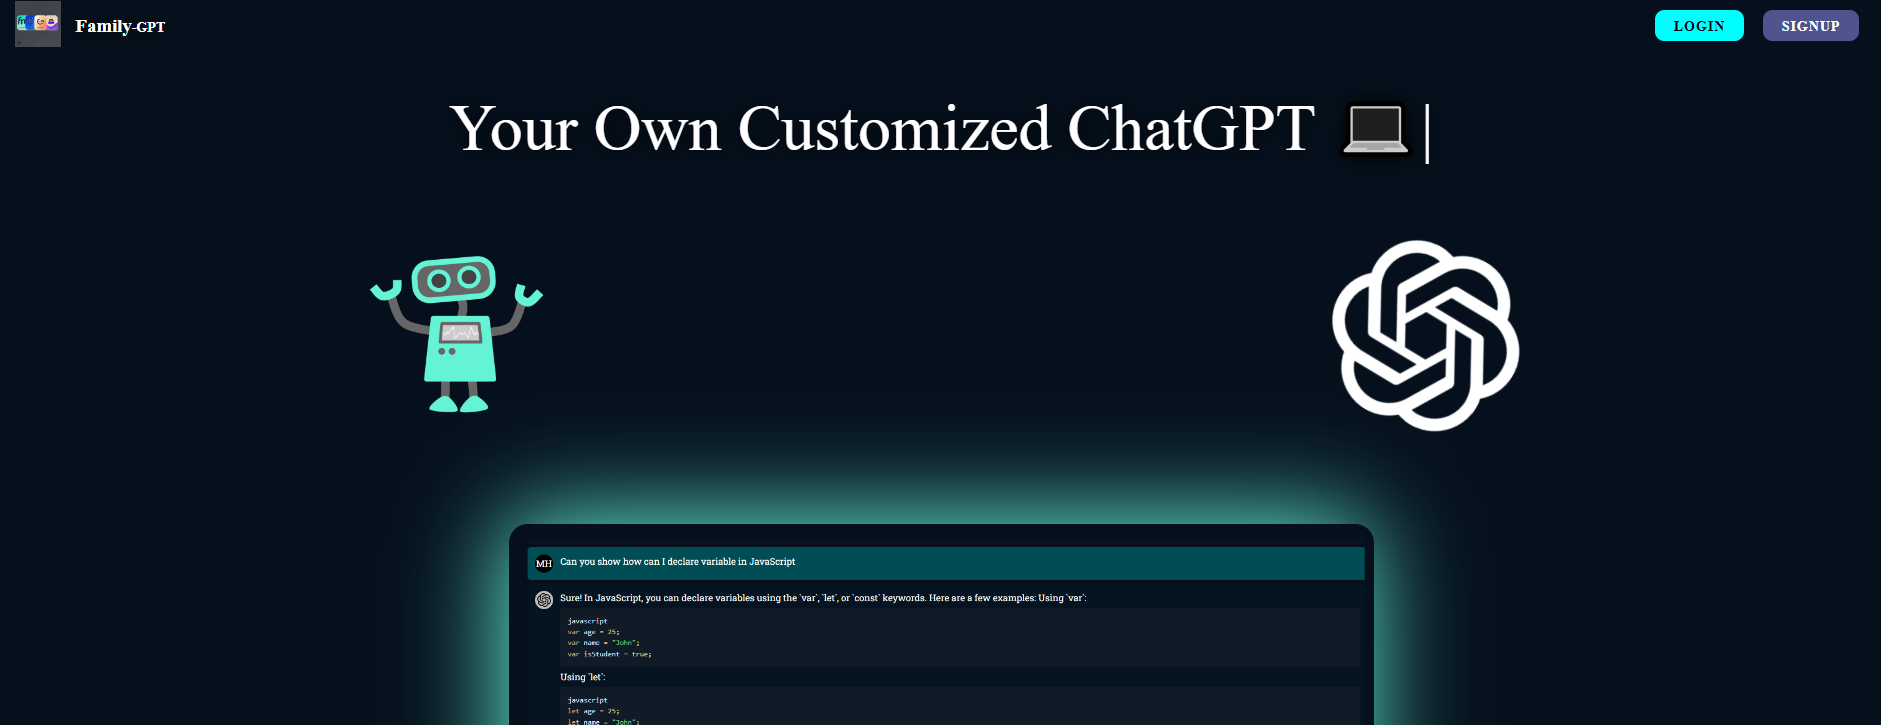 Family-GPT
LOGIN
SIGNUP
Your Own Customized ChatGPT 💻|
MH
Can you show how can I declare variable in JavaScript
Sure! In JavaScript, you can declare variables using the `var`, `let`, or `const` keywords. Here are a few examples: Using `var`:
javascript
var age = 25;
var name = "John";
var isStudent = true;
Using `let`:
javascript
let age = 25;
let name = "John";